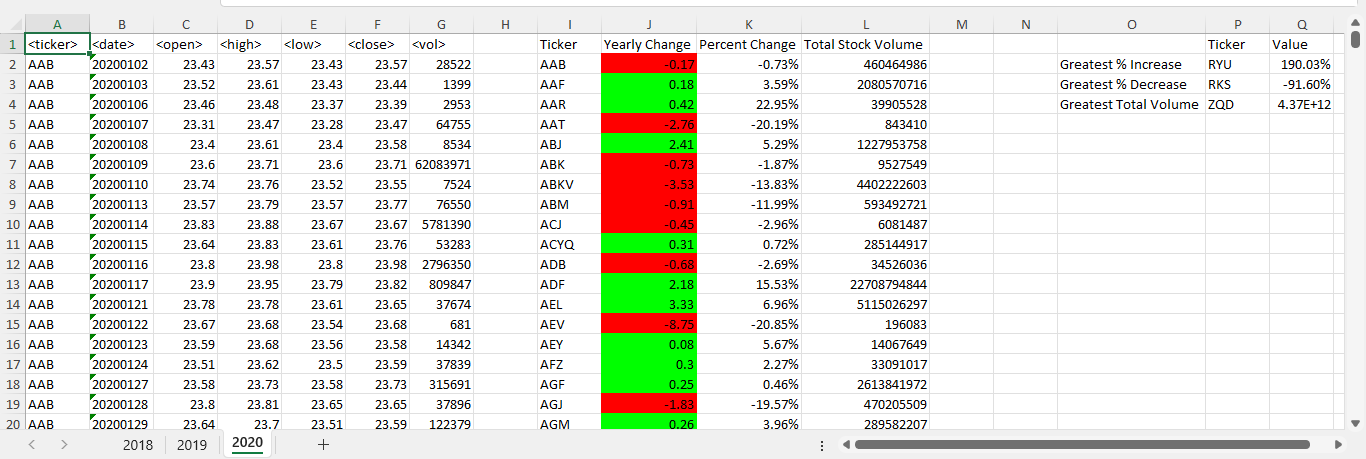 A B C D E F G H I J K L M N O P Q
1 <ticker> <date> <open> <high> <low> <close> <vol> Ticker Yearly Change Percent Change Total Stock Volume Ticker Value
2 AAB 20200102 23.43 23.57 23.43 23.57 28522 AAB -0.17 -0.73% 460464986 Greatest % Increase RYU 190.03%
3 AAB 20200103 23.52 23.61 23.43 23.44 1399 AAF 0.18 3.59% 2080570716 Greatest % Decrease RKS -91.60%
4 AAB 20200106 23.46 23.48 23.37 23.39 2953 AAR 0.42 22.95% 39905528 Greatest Total Volume ZQD 4.37E+12
5 AAB 20200107 23.31 23.47 23.28 23.47 64755 AAT -2.76 -20.19% 843410
6 AAB 20200108 23.4 23.61 23.4 23.58 8534 ABJ 2.41 5.29% 1227953758
7 AAB 20200109 23.6 23.71 23.6 23.71 62083971 ABK -0.73 -1.87% 9527549
8 AAB 20200110 23.74 23.76 23.52 23.55 7524 ABKV -3.53 -13.83% 4402222603
9 AAB 20200113 23.57 23.79 23.57 23.77 76550 ABM -0.91 -11.99% 593492721
10 AAB 20200114 23.83 23.88 23.67 23.67 5781390 ACJ -0.45 -2.96% 6081487
11 AAB 20200115 23.64 23.83 23.61 23.76 53283 ACYQ 0.31 0.72% 285144917
12 AAB 20200116 23.8 23.98 23.8 23.98 2796350 ADB -0.68 -2.69% 34526036
13 AAB 20200117 23.9 23.95 23.79 23.82 809847 ADF 2.18 15.53% 22708794844
14 AAB 20200121 23.78 23.78 23.61 23.65 37674 AEL 3.33 6.96% 5115026297
15 AAB 20200122 23.67 23.68 23.54 23.68 681 AEV -8.75 -20.85% 196083
16 AAB 20200123 23.59 23.68 23.56 23.58 14342 AEY 0.08 5.67% 14067649
17 AAB 20200124 23.51 23.62 23.5 23.59 37839 AFZ 0.3 2.27% 33091017
18 AAB 20200127 23.58 23.73 23.58 23.73 315691 AGF 0.25 0.46% 2613841972
19 AAB 20200128 23.8 23.81 23.65 23.65 37896 AGJ -1.83 -19.57% 470205509
20 AAB 20200129 23.64 23.7 23.51 23.59 122379 AGM 0.26 3.96% 289582207
2018 2019 2020